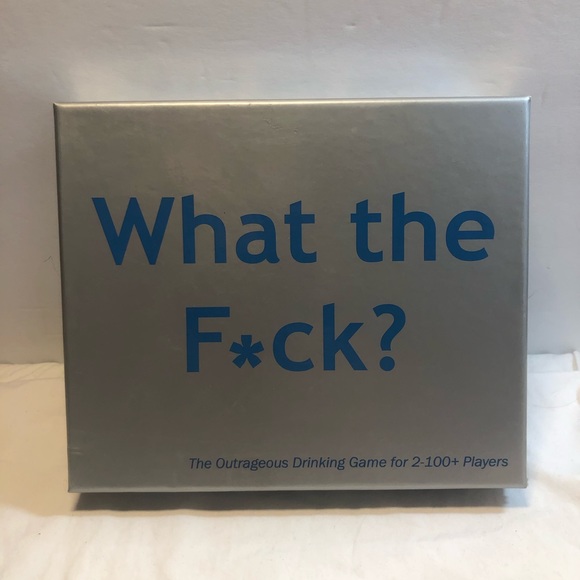 What the
F*ck?
The Outrageous Drinking Game for 2-100+ Players